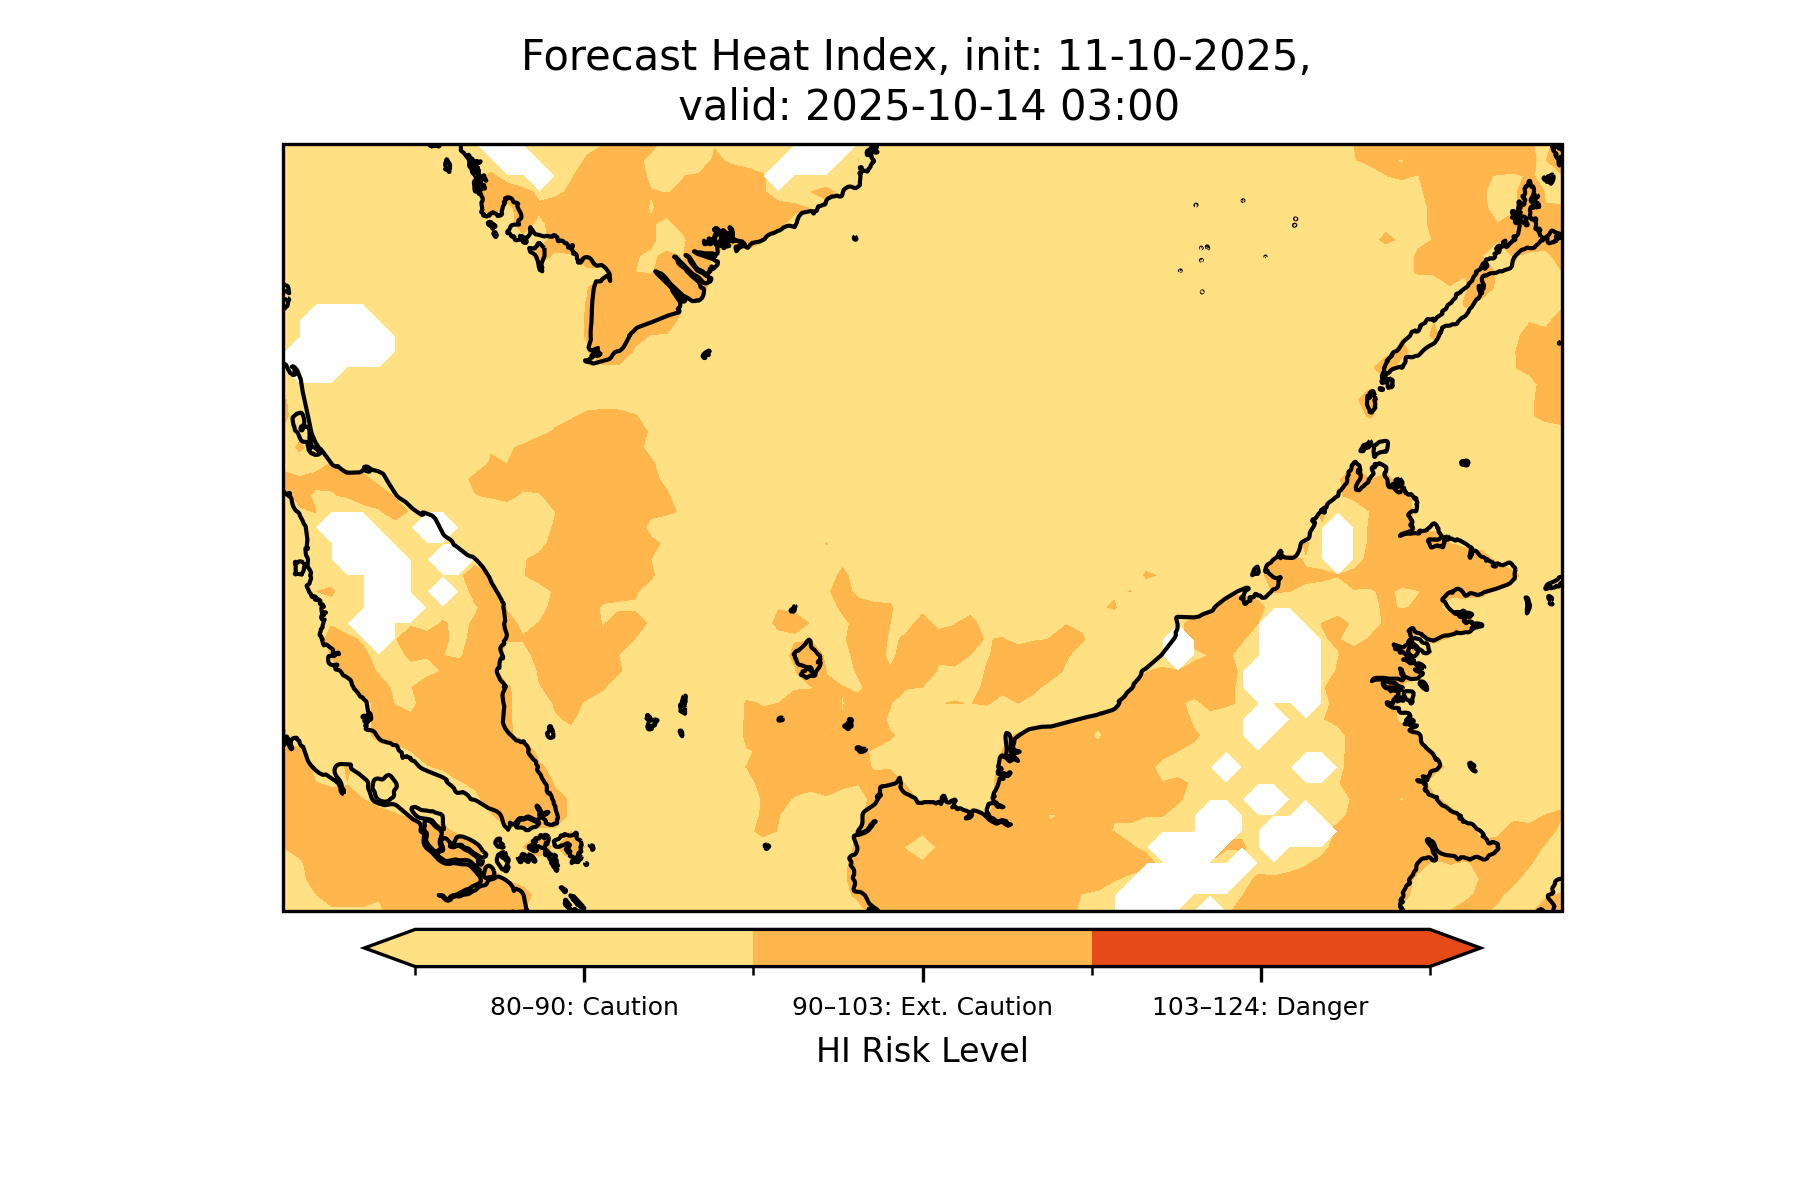 Forecast Heat Index, init: 11-10-2025,
valid: 2025-10-14 03:00
80–90: Caution
90–103: Ext. Caution
103–124: Danger
HI Risk Level